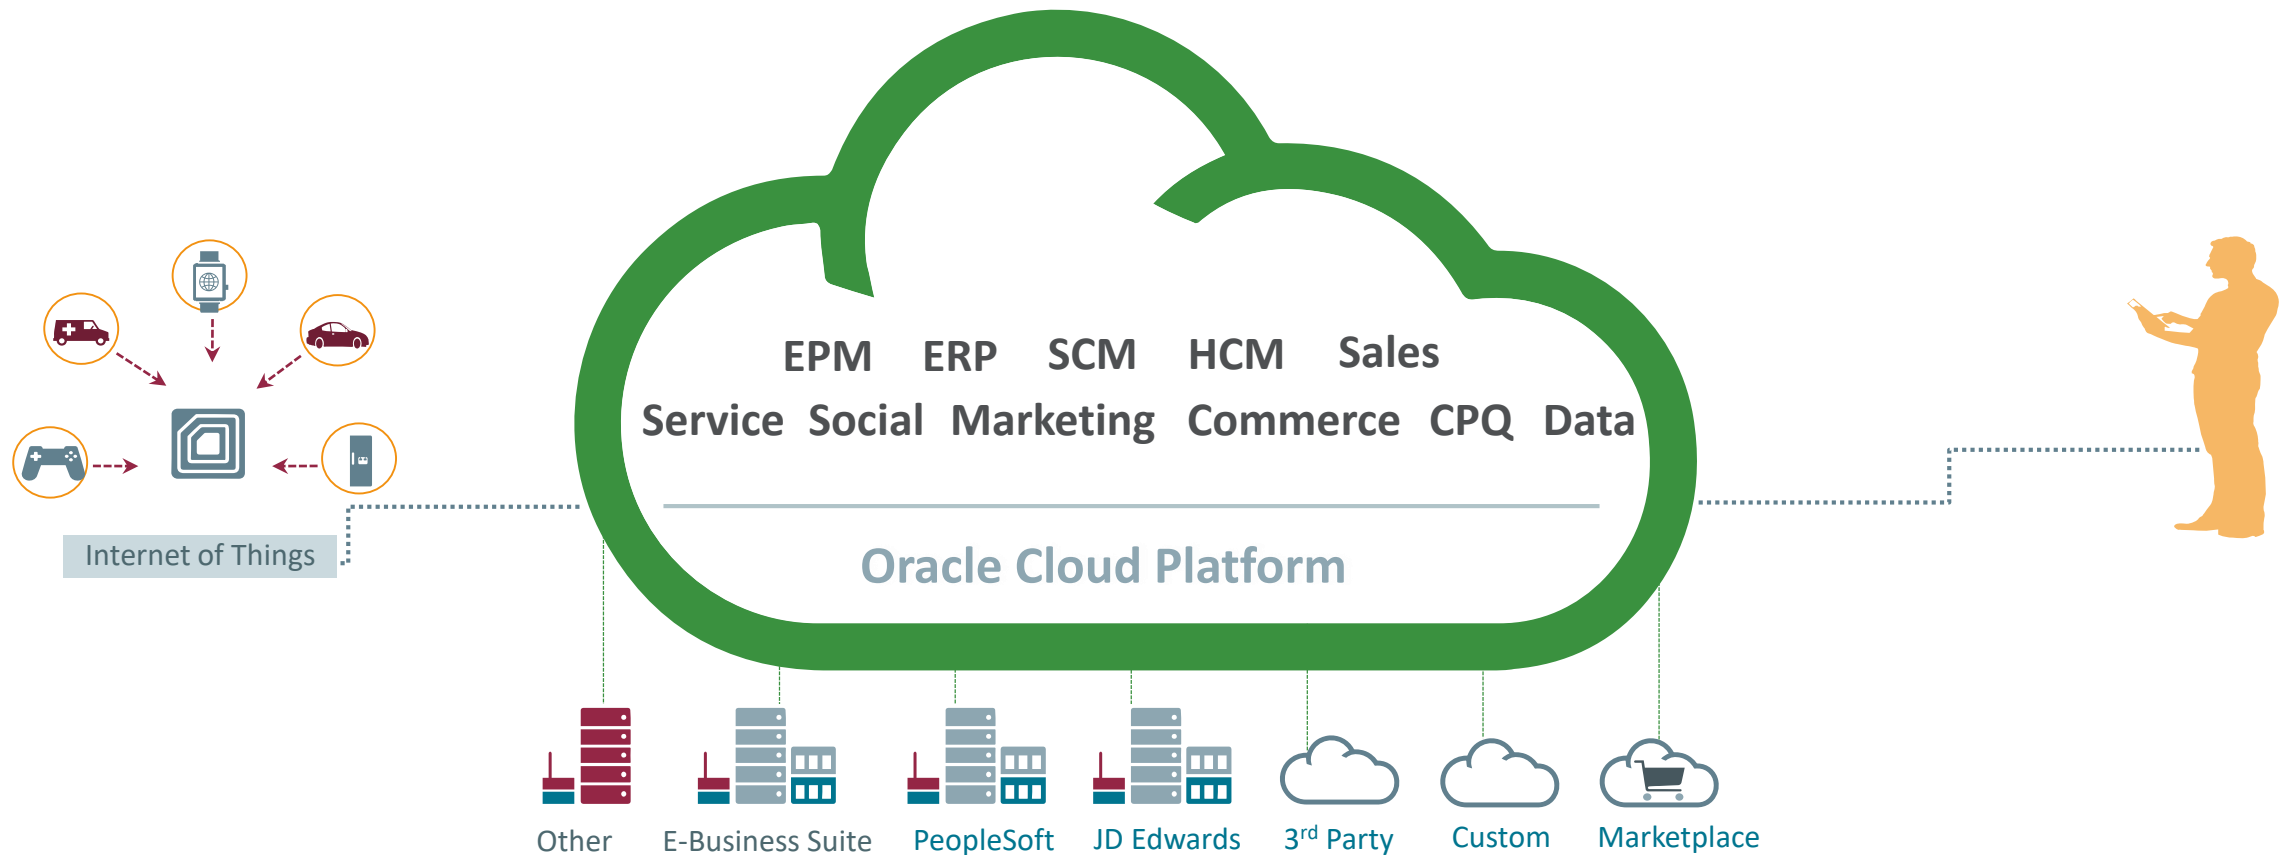 EPM ERP SCM HCM Sales
Service Social Marketing Commerce CPQ Data
Oracle Cloud Platform
Internet of Things
Other E-Business Suite PeopleSoft JD Edwards 3rd Party Custom Marketplace